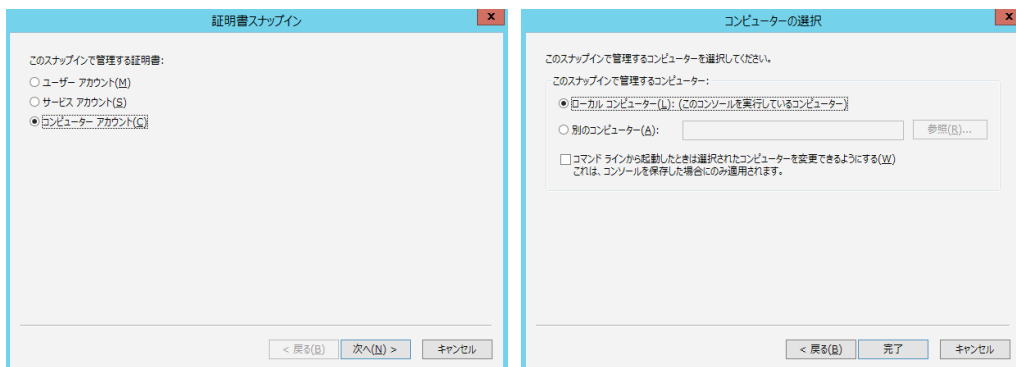 証明書スナップイン
x
このスナップインで管理する証明書:
ユーザー アカウント(M)
サービス アカウント(S)
コンピューター アカウント(C)
< 戻る(B)
次へ(N) >
キャンセル
コンピューターの選択
x
このスナップインで管理するコンピューターを選択してください。
このスナップインで管理するコンピューター:
ローカル コンピューター(L): (このコンソールを実行しているコンピューター)
別のコンピューター(A):
参照(R)...
コマンド ラインから起動したときは選択されたコンピューターを変更できるようにする(W)
これは、コンソールを保存した場合にのみ適用されます。
< 戻る(B)
完了
キャンセル